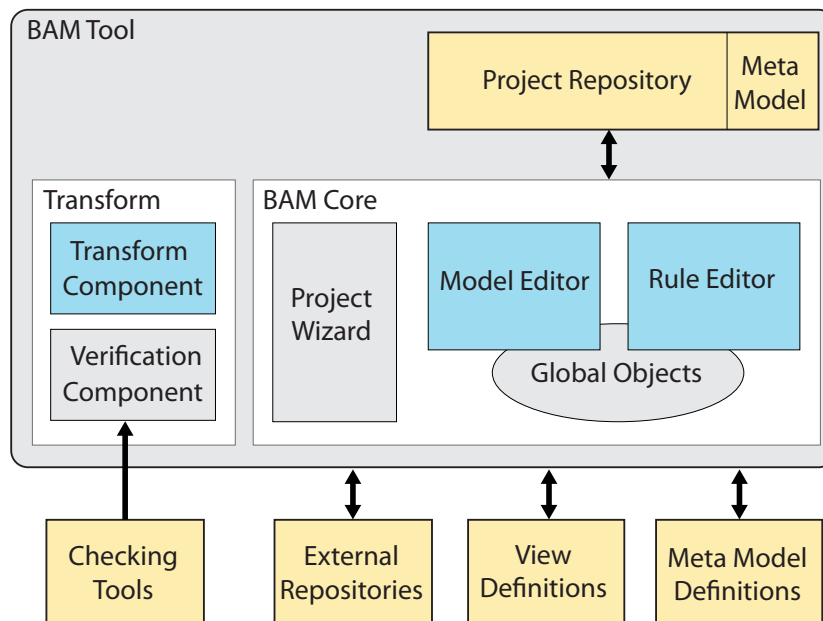 BAM Tool
Project Repository
Meta
Model
Transform
BAM Core
Transform
Component
Verification
Component
Project
Wizard
Model Editor
Rule Editor
Global Objects
Checking
Tools
External
Repositories
View
Definitions
Meta Model
Definitions